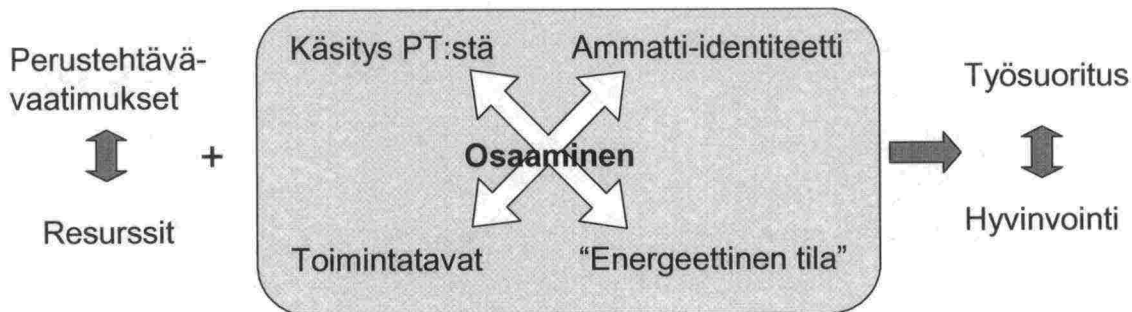 Perustehtävä-
vaatimukset
+
Resurssit
Käsitys PT:stä
Ammatti-identiteetti
Osaaminen
Toimintatavat
“Energeettinen tila”
Työsuoritus
Hyvinvointi